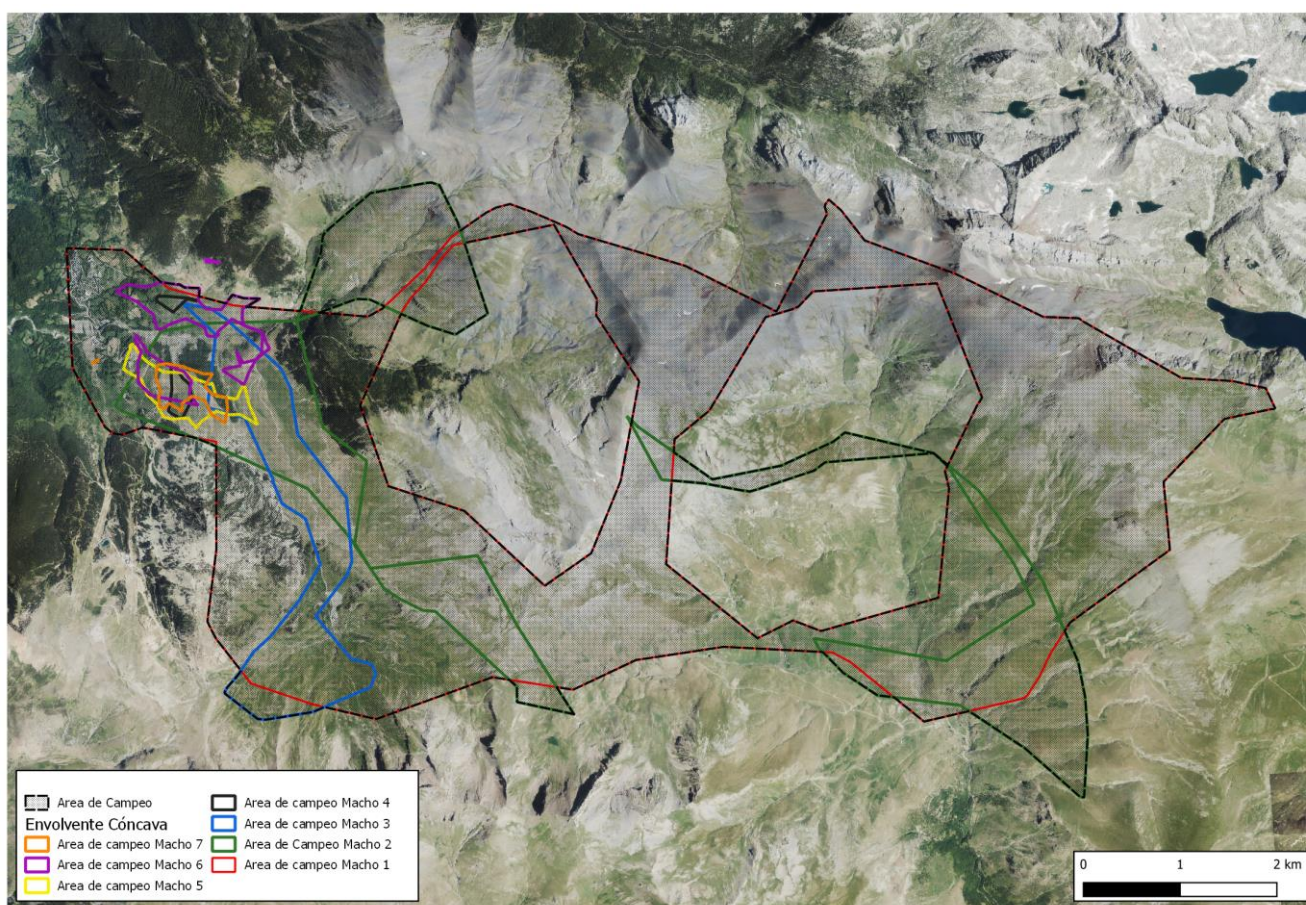 Area de Campeo
Envolvente Cóncava
Area de campeo Macho 7
Area de campeo Macho 6
Area de campeo Macho 5
Area de campeo Macho 4
Area de campeo Macho 3
Area de Campeo Macho 2
Area de campeo Macho 1
0 1 2 km